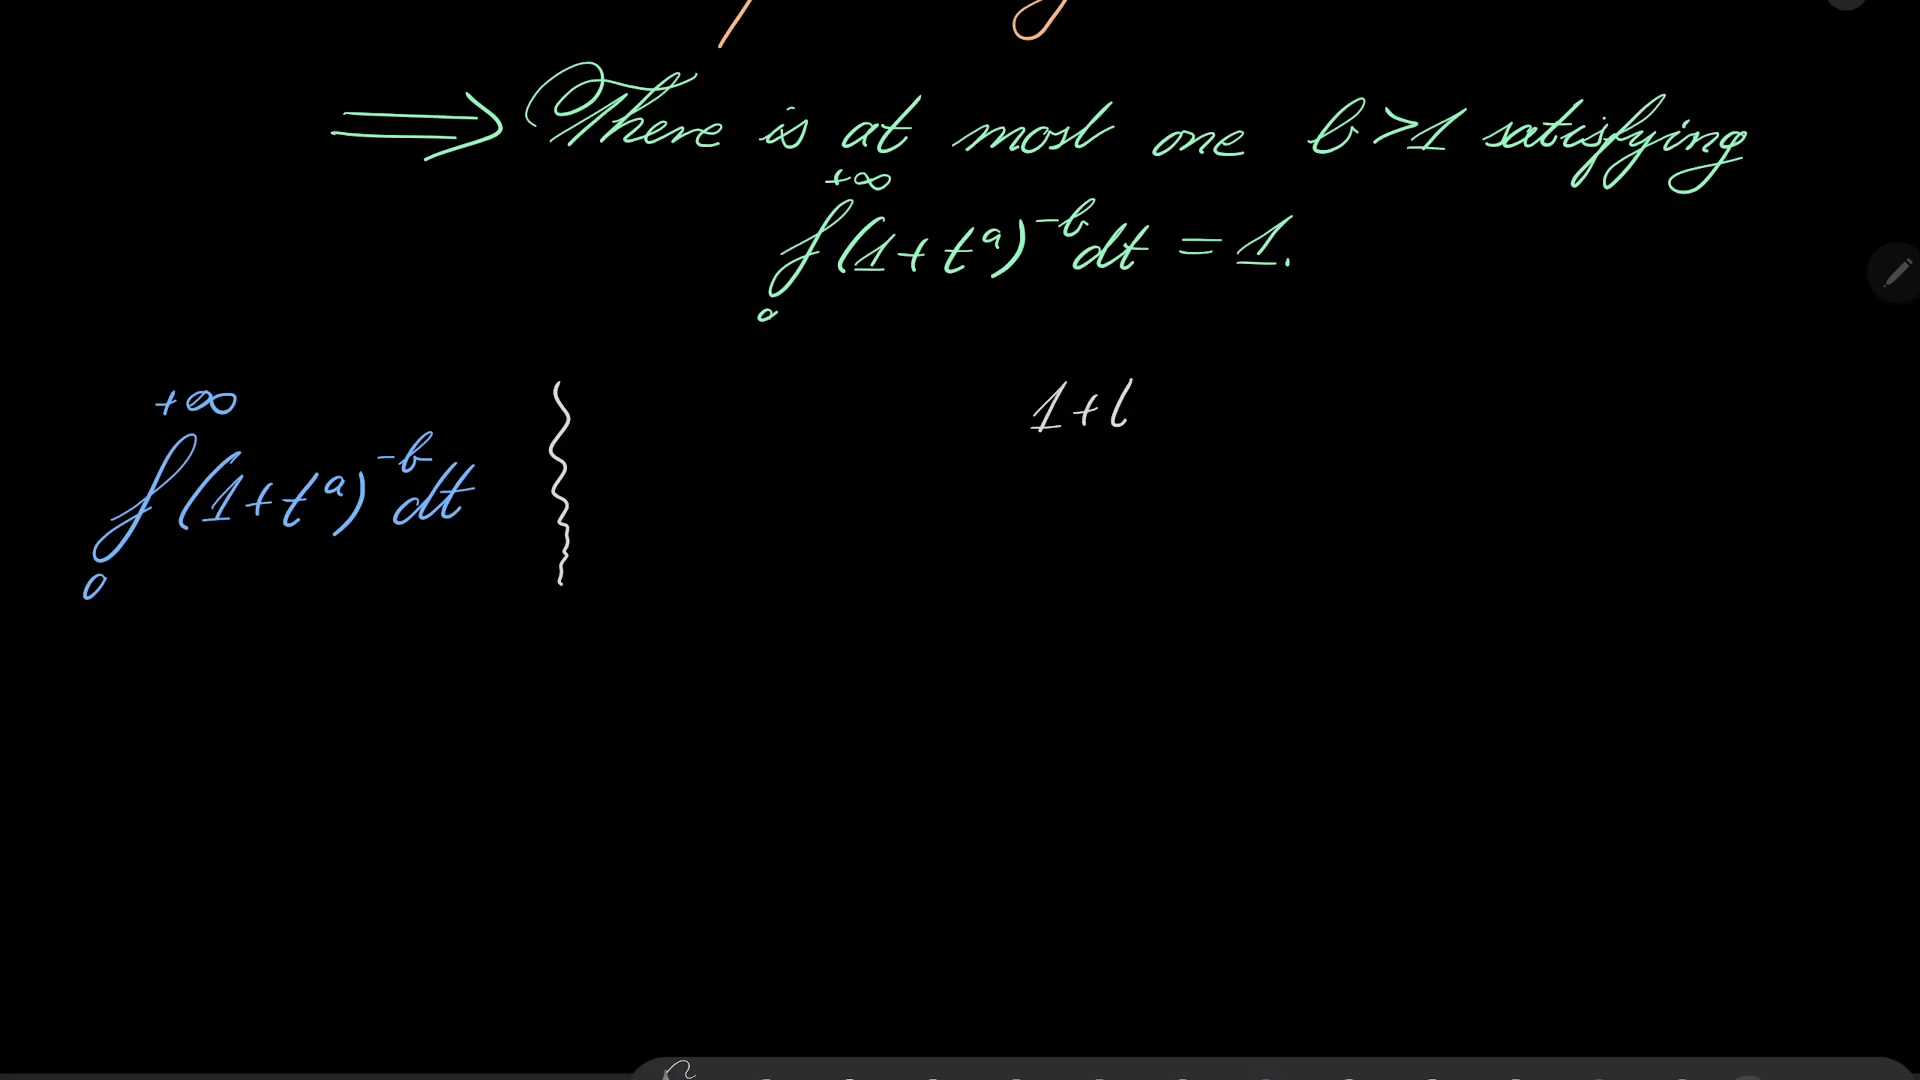 ⟹ There is at most one b>1 satisfying
∫₀^{+∞} (1+t^a)^{-b} dt = 1.
1+l
∫₀^{+∞} (1+t^a)^{-b} dt